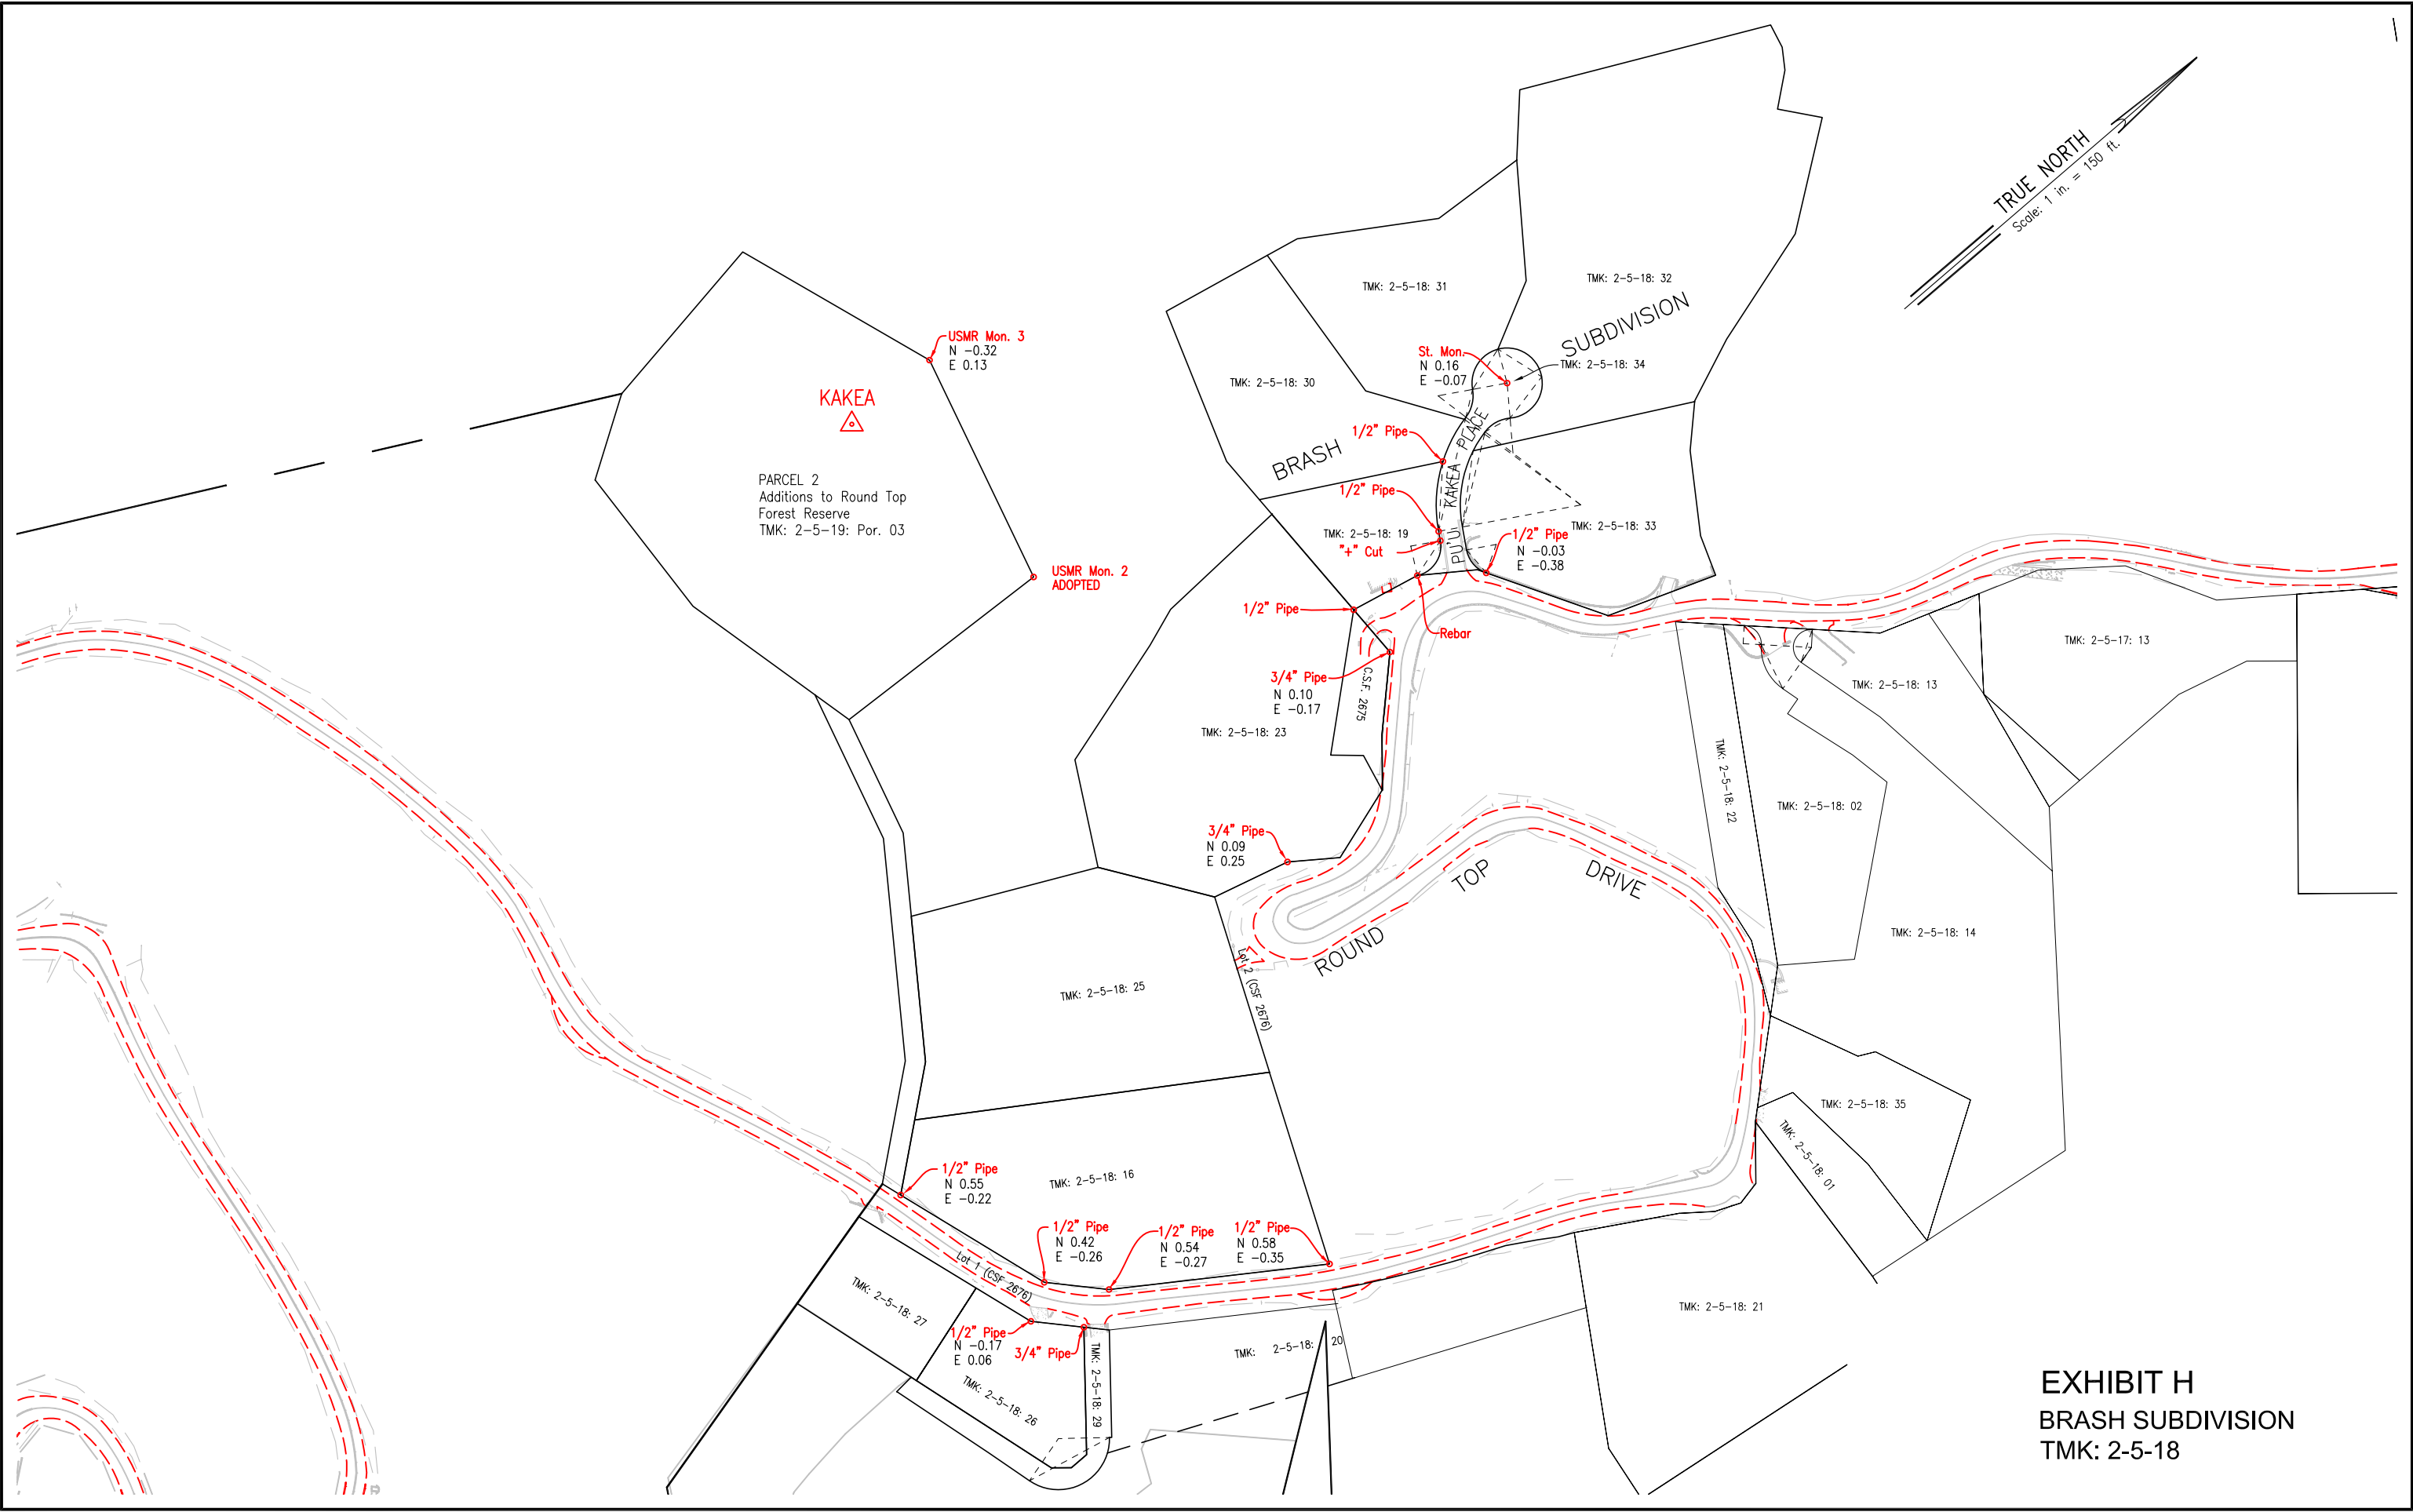 TRUE NORTH
Scale: 1 in. = 150 ft.
TMK: 2-5-18: 31
TMK: 2-5-18: 32
SUBDIVISION
USMR Mon. 3
N -0.32
E 0.13
St. Mon.
N 0.16
E -0.07
TMK: 2-5-18: 34
TMK: 2-5-18: 30
KAKEA
1/2" Pipe
BRASH
PU'U KAKEA PLACE
PARCEL 2
Additions to Round Top
Forest Reserve
TMK: 2-5-19: Por. 03
1/2" Pipe
TMK: 2-5-18: 19
"+" Cut
1/2" Pipe
N -0.03
E -0.38
TMK: 2-5-18: 33
USMR Mon. 2
ADOPTED
1/2" Pipe
Rebar
TMK: 2-5-17: 13
3/4" Pipe
N 0.10
E -0.17
C.S.F. 2675
TMK: 2-5-18: 13
TMK: 2-5-18: 23
TMK: 2-5-18: 22
TMK: 2-5-18: 02
3/4" Pipe
N 0.09
E 0.25
ROUND TOP DRIVE
TMK: 2-5-18: 14
Lot 2 (CSF 2676)
TMK: 2-5-18: 25
TMK: 2-5-18: 35
TMK: 2-5-18: 01
1/2" Pipe
N 0.55
E -0.22
TMK: 2-5-18: 16
1/2" Pipe
N 0.42
E -0.26
1/2" Pipe
N 0.54
E -0.27
1/2" Pipe
N 0.58
E -0.35
Lot 1 (CSF 2676)
TMK: 2-5-18: 27
1/2" Pipe
N -0.17
E 0.06
3/4" Pipe
TMK: 2-5-18: 26
TMK: 2-5-18: 29
TMK: 2-5-18: 20
TMK: 2-5-18: 21
EXHIBIT H
BRASH SUBDIVISION
TMK: 2-5-18